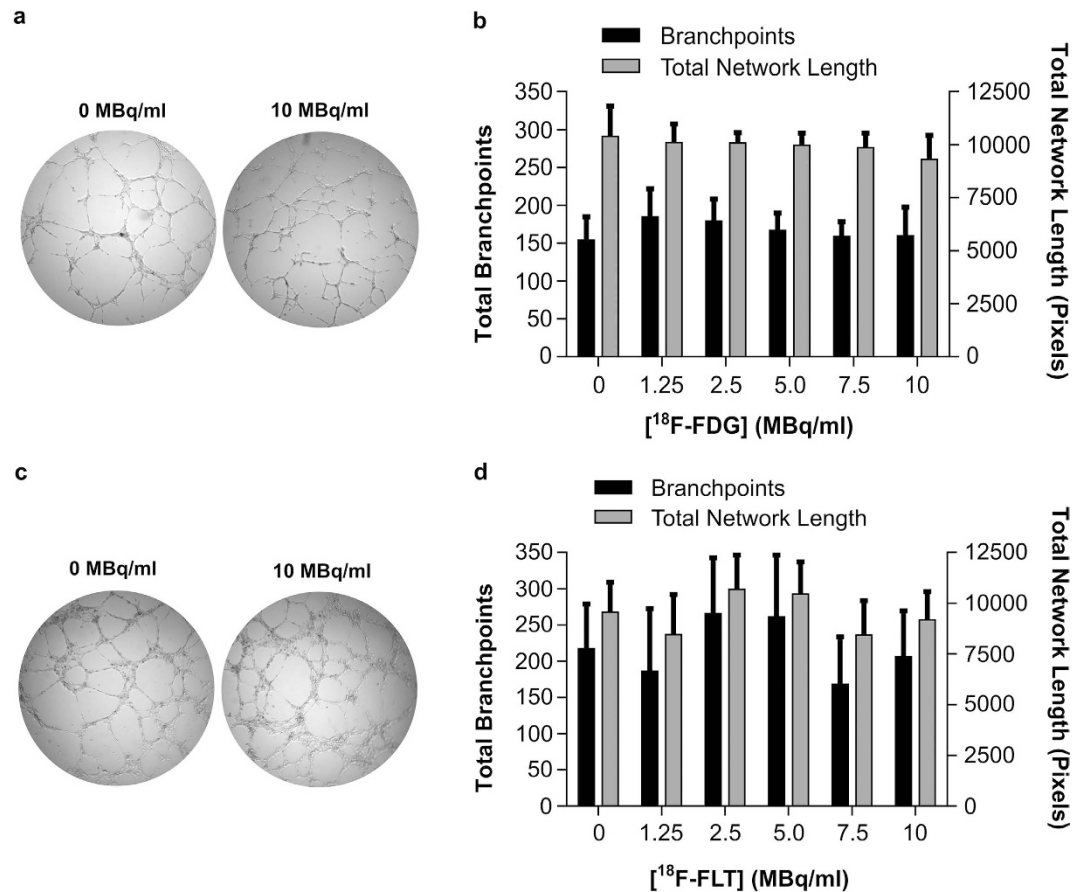 a
0 MBq/ml
10 MBq/ml
b
Branchpoints
Total Network Length
Total Branchpoints
350
300
250
200
150
100
50
0
12500
10000
7500
5000
2500
0
Total Network Length (Pixels)
0 1.25 2.5 5.0 7.5 10
[¹⁸F-FDG] (MBq/ml)
c
0 MBq/ml
10 MBq/ml
d
Branchpoints
Total Network Length
Total Branchpoints
350
300
250
200
150
100
50
0
12500
10000
7500
5000
2500
0
Total Network Length (Pixels)
0 1.25 2.5 5.0 7.5 10
[¹⁸F-FLT] (MBq/ml)